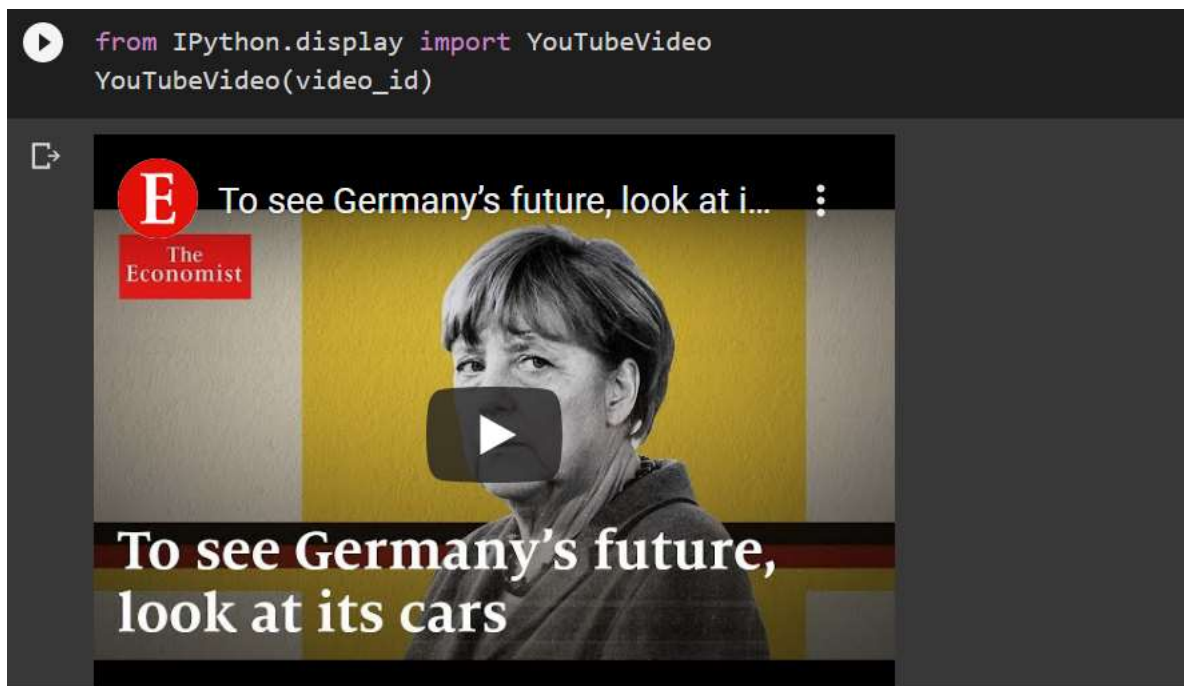 from IPython.display import YouTubeVideo
YouTubeVideo(video_id)
E
To see Germany’s future, look at i...
The
Economist
To see Germany’s future,
look at its cars